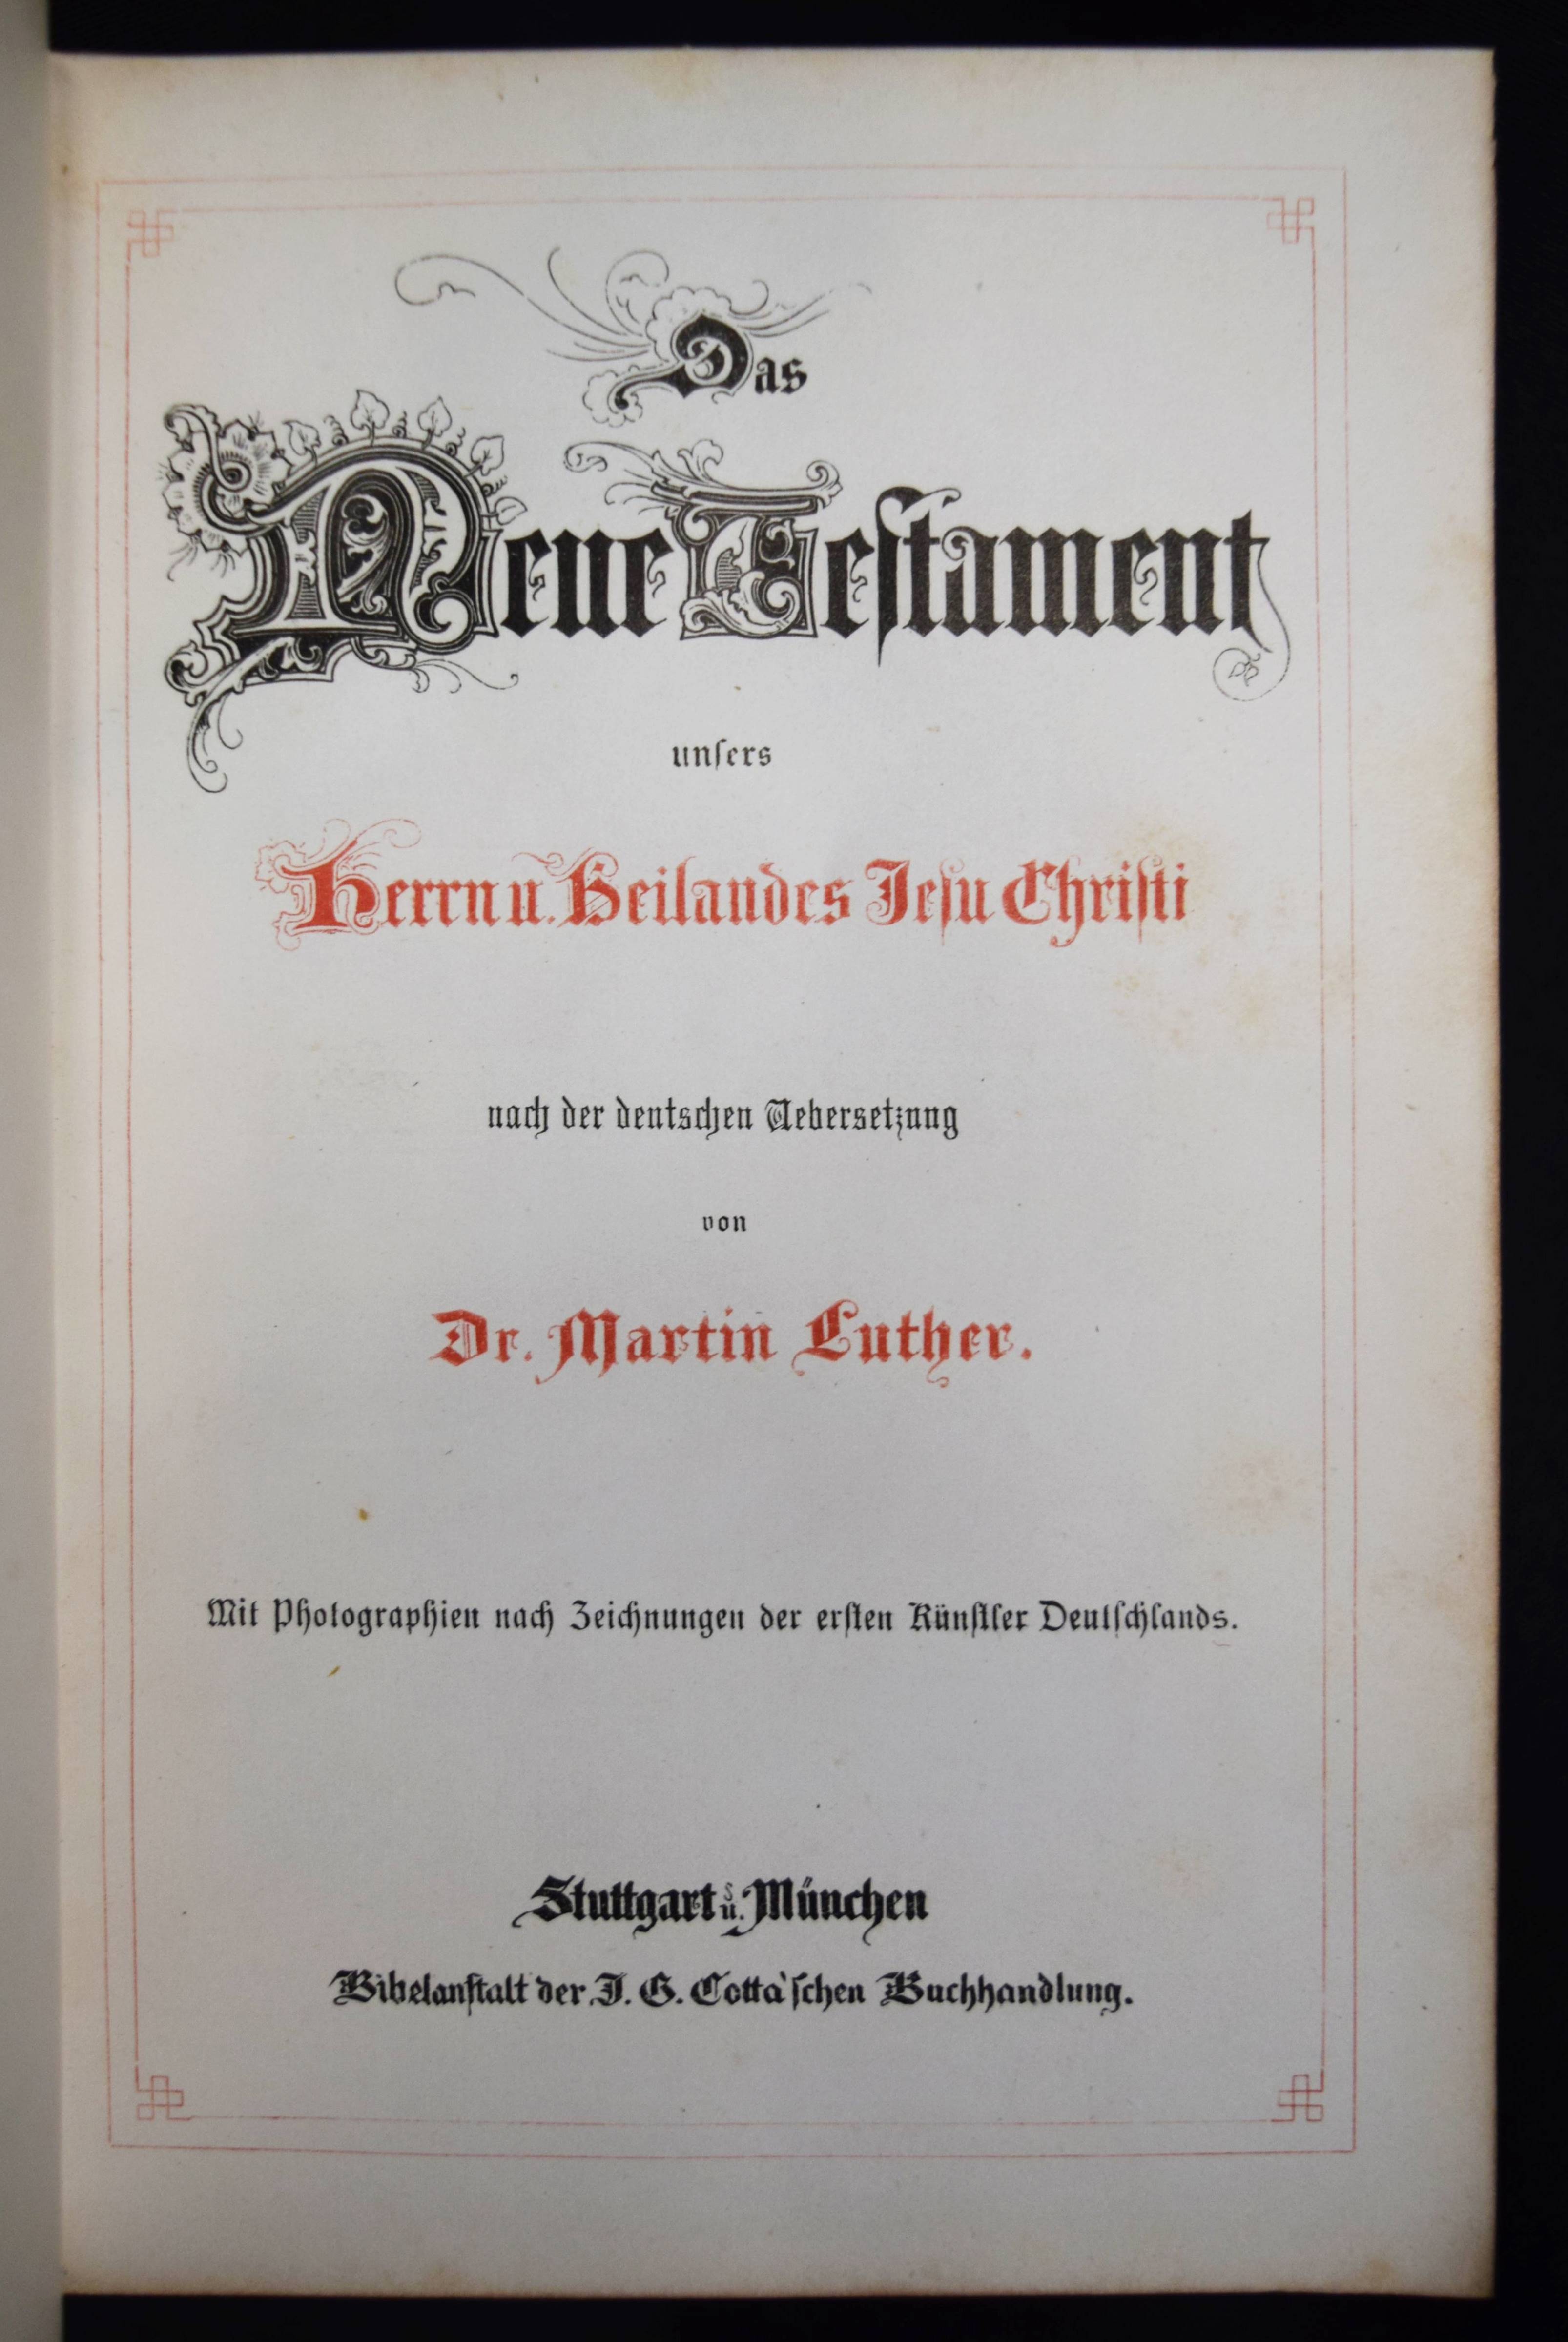 Das
Neue Testament
unsers
Herrn u. Heilandes Jesu Christi
nach der deutschen Uebersetzung
von
Dr. Martin Luther.
Mit Photographien nach Zeichnungen der ersten Künstler Deutschlands.
Stuttgart u. München
Bibelanstalt der J. G. Cotta'schen Buchhandlung.